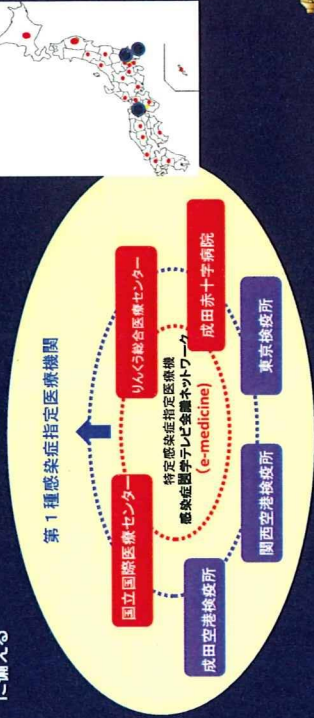 に備える
第1種感染症指定医療機関
国立国際医療センター
りんくう総合医療センター
特定感染症指定医療機
感染症医学テレビ会議ネットワーク
(e-medicine)
成田赤十字病院
成田空港検疫所
関西空港検疫所
東京検疫所